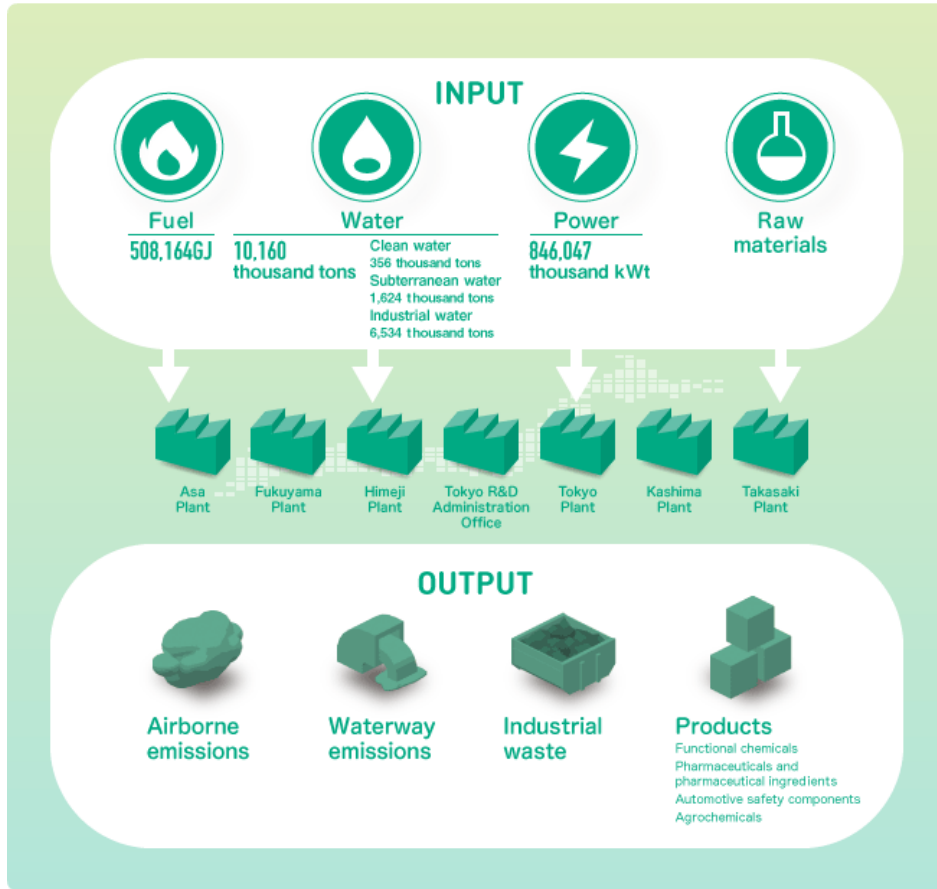 INPUT
Fuel
508,164GJ
Water
10,160
thousand tons
Clean water
356 thousand tons
Subterranean water
1,624 thousand tons
Industrial water
6,534 thousand tons
Power
846,047
thousand kWt
Raw
materials
Asa
Plant
Fukuyama
Plant
Himeji
Plant
Tokyo R&D
Administration
Office
Tokyo
Plant
Kashima
Plant
Takasaki
Plant
OUTPUT
Airborne
emissions
Waterway
emissions
Industrial
waste
Products
Functional chemicals
Pharmaceuticals and
pharmaceutical ingredients
Automotive safety components
Agrochemicals